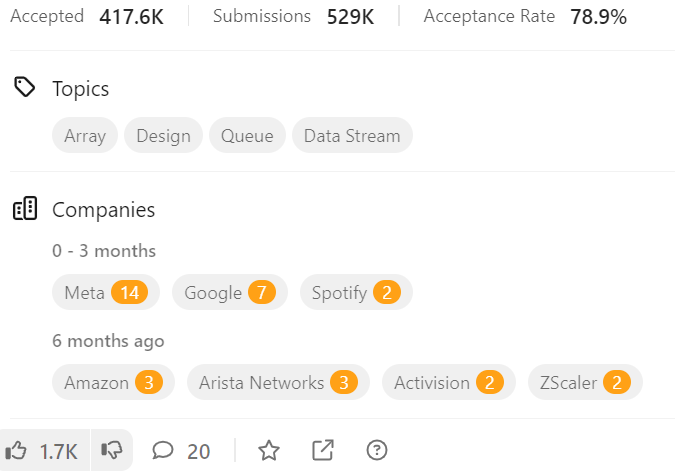 Accepted 417.6K Submissions 529K Acceptance Rate 78.9%
Topics
Array Design Queue Data Stream
Companies
0 - 3 months
Meta 14 Google 7 Spotify 2
6 months ago
Amazon 3 Arista Networks 3 Activision 2 ZScaler 2
1.7K 20